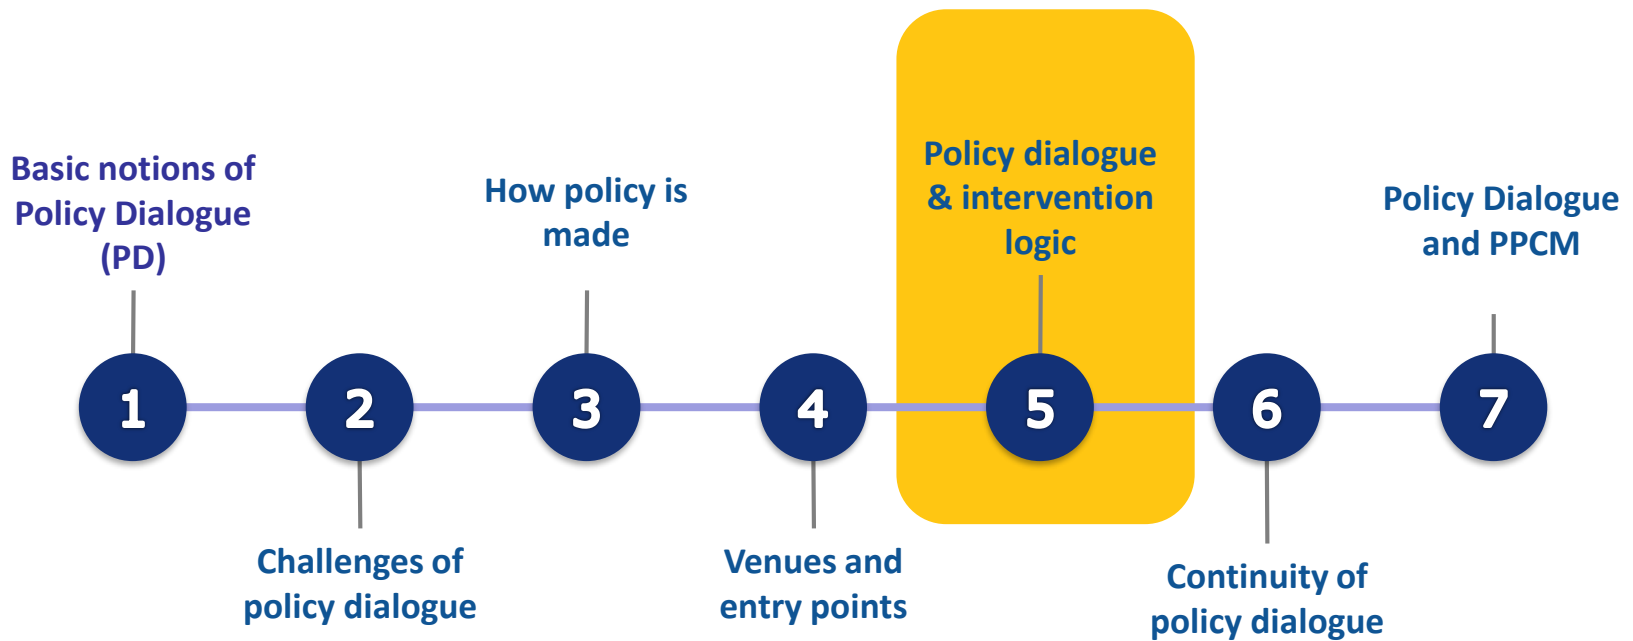 Basic notions of
Policy Dialogue
(PD)
How policy is
made
Policy dialogue
& intervention
logic
Policy Dialogue
and PPCM
1
2
3
4
5
6
7
Challenges of
policy dialogue
Venues and
entry points
Continuity of
policy dialogue